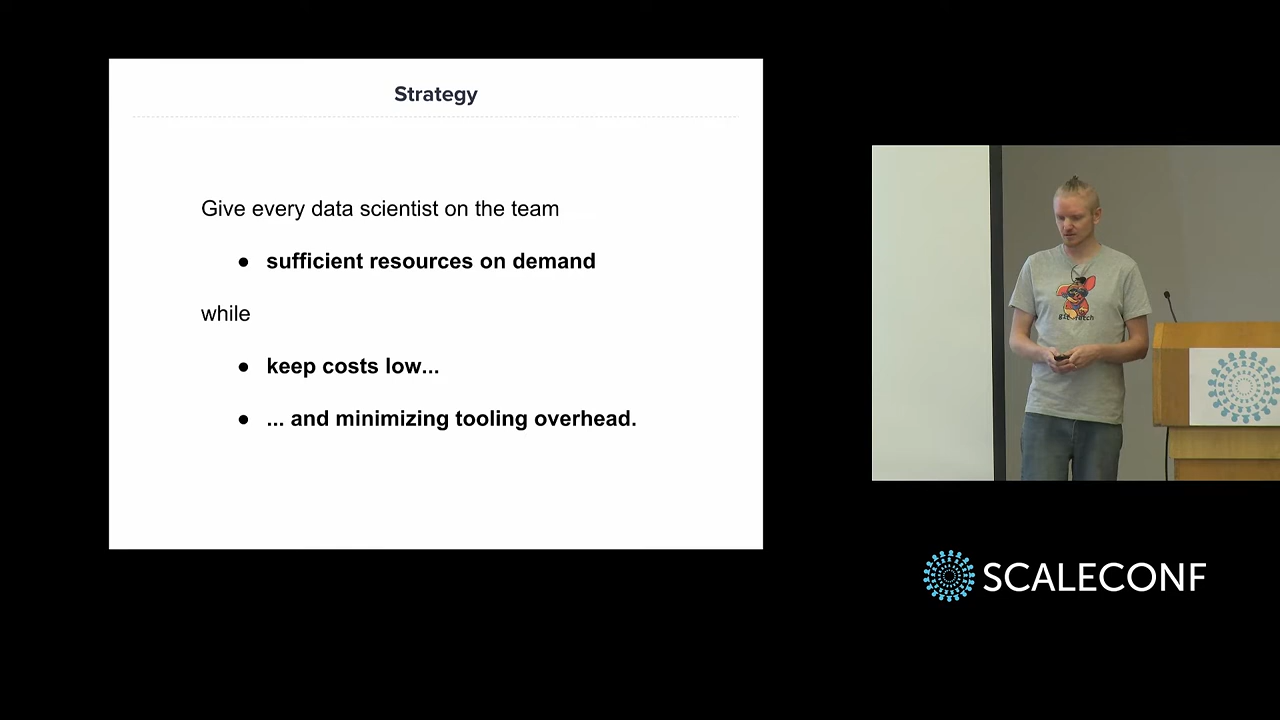 Strategy
Give every data scientist on the team
● sufficient resources on demand
while
● keep costs low...
● ... and minimizing tooling overhead.
SCALECONF